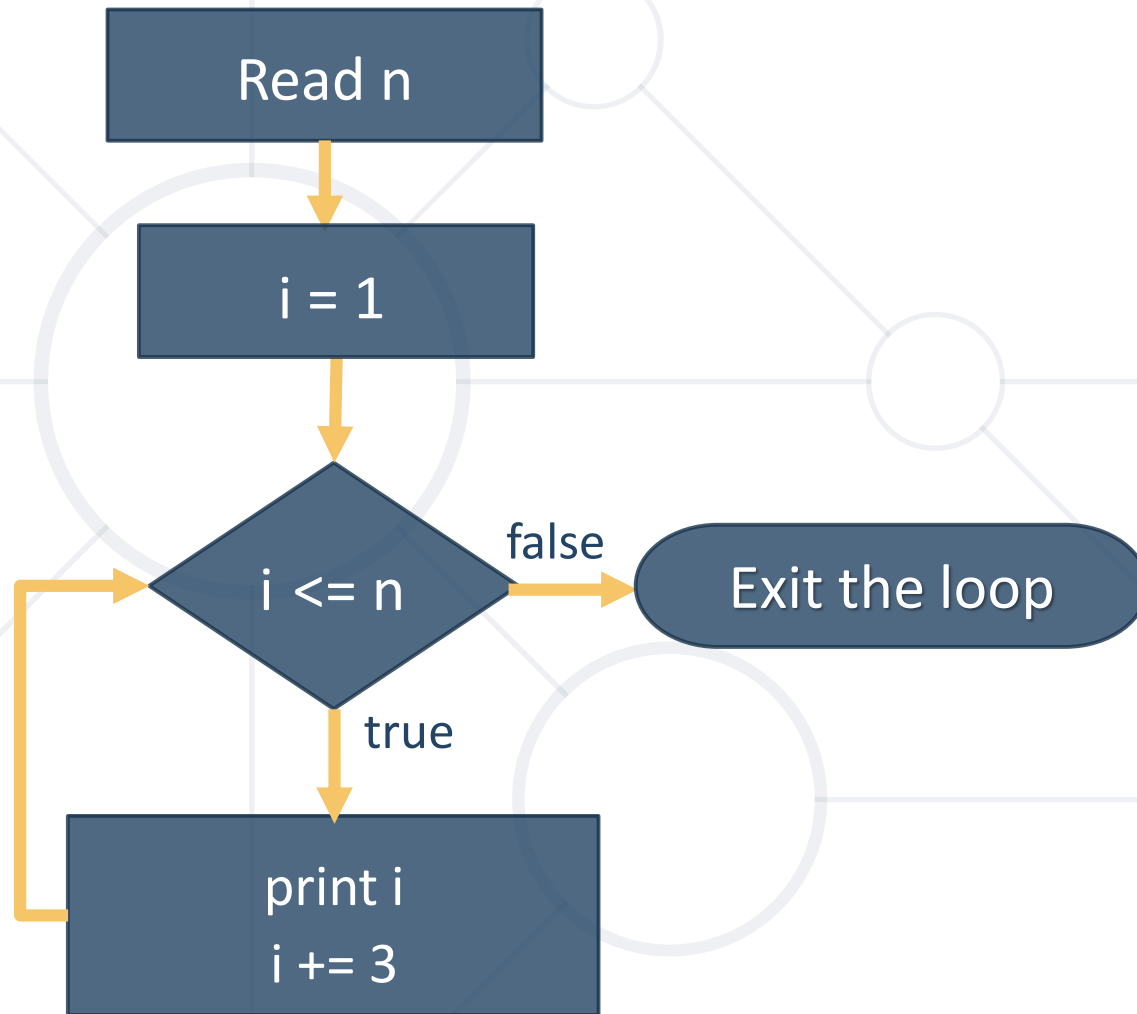 Read n
i = 1
i <= n
false
Exit the loop
true
print i
i += 3